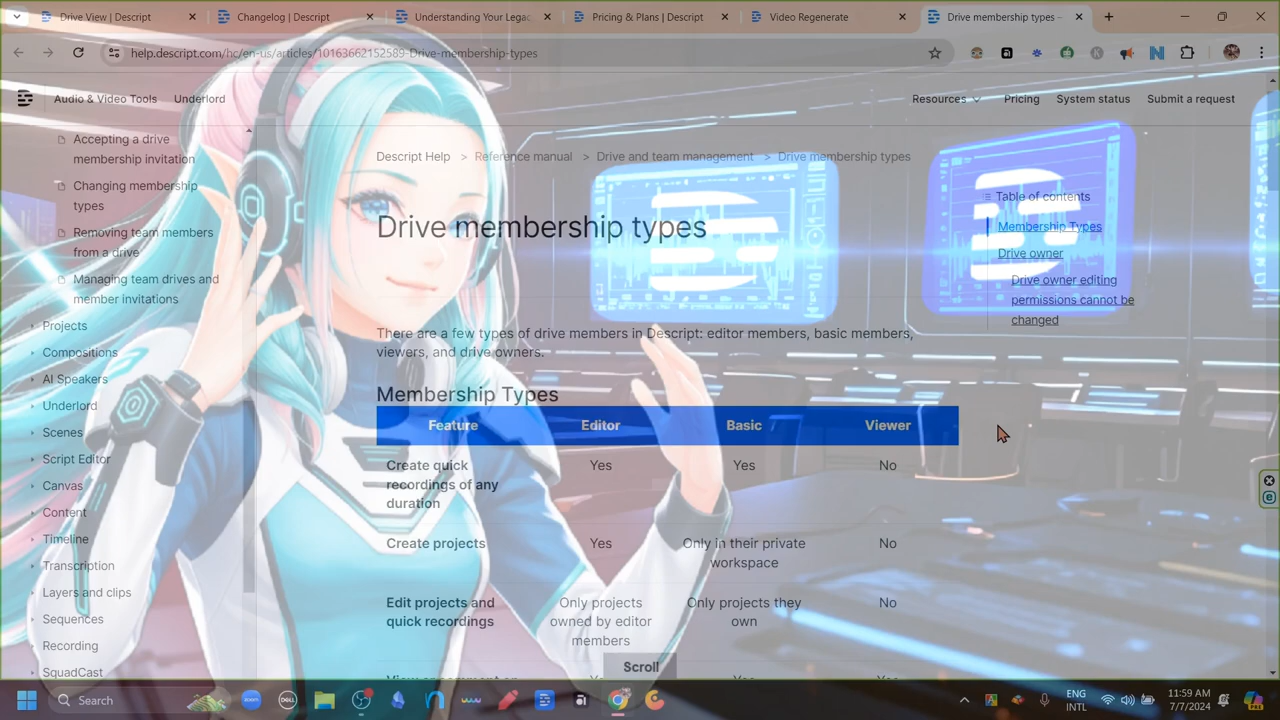 Drive View | Descript
Changelog | Descript
Understanding Your Legac
Pricing & Plans | Descript
Video Regenerate
Drive membership types -
help.descript.com/hc/en-us/articles/10163662152589-Drive-membership-types
Audio & Video Tools
Underlord
Resources
Pricing
System status
Submit a request
Accepting a drive
membership invitation
Changing membership
types
Removing team members
from a drive
Managing team drives and
member invitations
Projects
Compositions
AI Speakers
Underlord
Scenes
Script Editor
Canvas
Content
Timeline
Transcription
Layers and clips
Sequences
Recording
SquadCast
Descript Help > Reference manual > Drive and team management > Drive membership types
Drive membership types
There are a few types of drive members in Descript: editor members, basic members,
viewers, and drive owners.
Membership Types
Feature Editor Basic Viewer
Create quick
recordings of any
duration
Yes
Yes
No
Create projects
Yes
Only in their private
workspace
No
Edit projects and
quick recordings
Only projects
owned by editor
members
Only projects they
own
No
Table of contents
Membership Types
Drive owner
Drive owner editing
permissions cannot be
changed
Scroll
Search
DELL
ENG
INTL
11:59 AM
7/7/2024